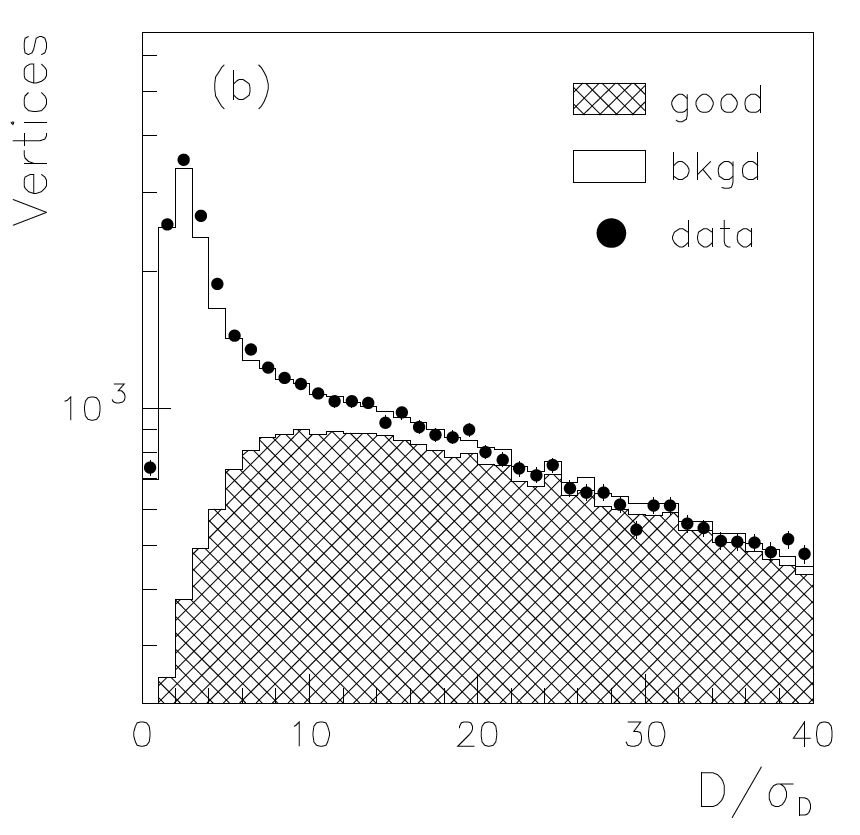 Vertices
(b)
good
bkgd
data
10³
0 10 20 30 40
D/σ_D